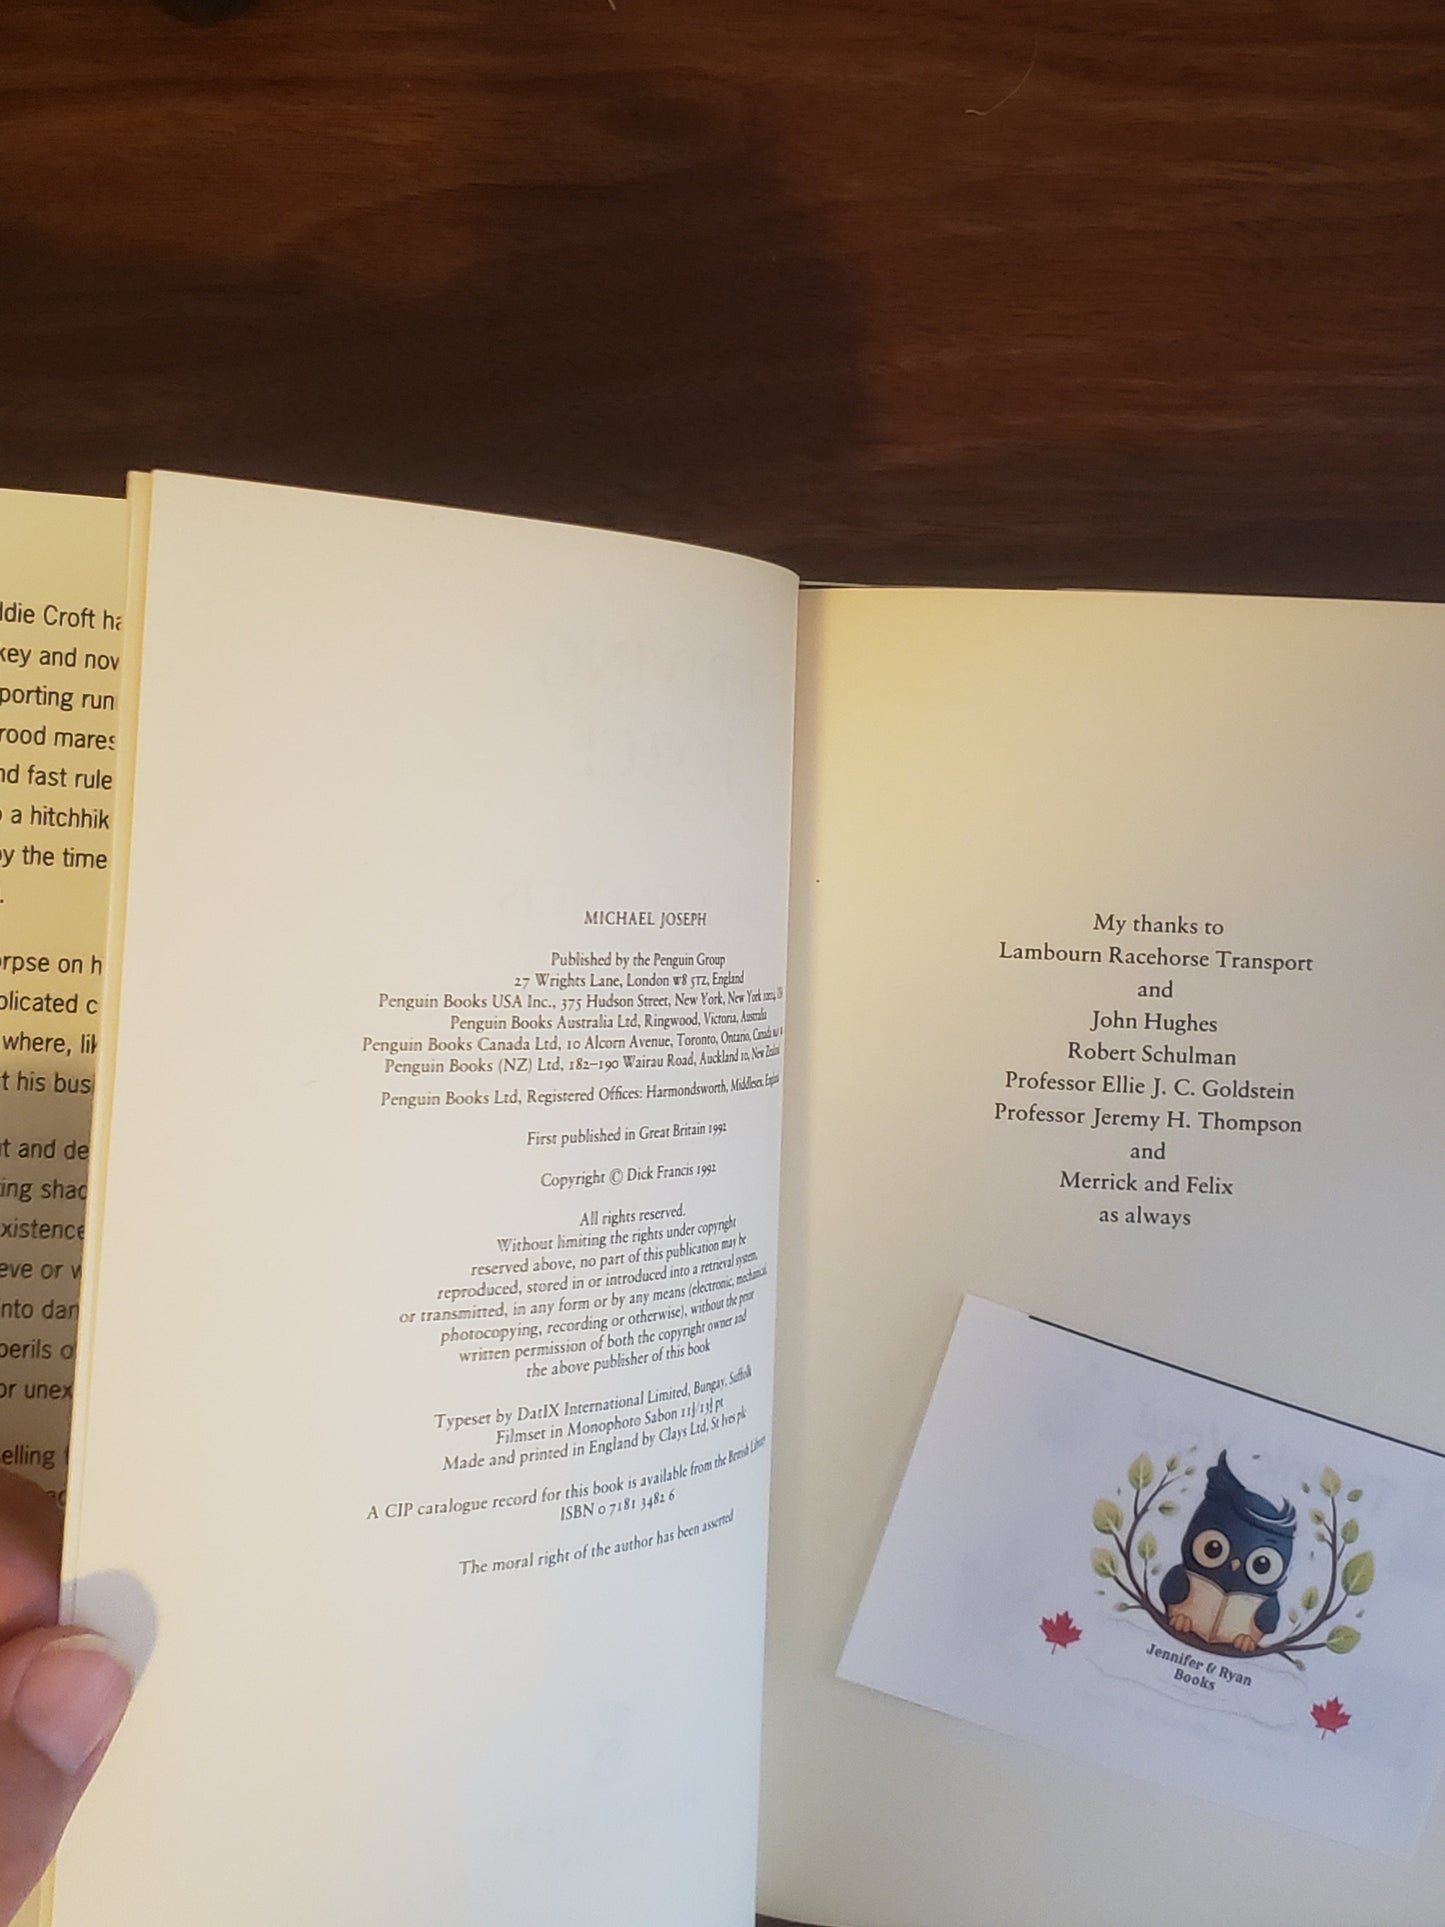 ddie Croft
key and now
porting run
rood mares
nd fast rule
a hitchhik
by the time
.
orpse on h
plicated c
where, lik
t his busi
t and de
ing shad
xistence
eve or w
nto dan
perils o
or unex
elling
MICHAEL JOSEPH
Published by the Penguin Group
27 Wrights Lane, London W8 5TZ, England
Penguin Books USA Inc., 375 Hudson Street, New York, New York
Penguin Books Australia Ltd, Ringwood, Victoria, Australia
Penguin Books Canada Ltd, 10 Alcorn Avenue, Toronto, Ontario, Canada
Penguin Books (NZ) Ltd, 182–190 Wairau Road, Auckland 10, New Zealand
Penguin Books Ltd, Registered Offices: Harmondsworth, Middlesex, England
First published in Great Britain 1992
Copyright © Dick Francis 1992
All rights reserved.
Without limiting the rights under copyright
reserved above, no part of this publication may be
reproduced, stored in or introduced into a retrieval system,
or transmitted, in any form or by any means (electronic, mechanical,
photocopying, recording or otherwise), without the prior
written permission of both the copyright owner and
the above publisher of this book
Typeset by DatIX International Limited, Bungay, Suffolk
Filmset in Monophoto Sabon pt
Made and printed in England by Clays Ltd, St Ives plc
A CIP catalogue record for this book is available from the British Library
ISBN 0 7181 3482 6
The moral right of the author has been asserted
My thanks to
Lambourn Racehorse Transport
and
John Hughes
Robert Schulman
Professor Ellie J. C. Goldstein
Professor Jeremy H. Thompson
and
Merrick and Felix
as always
Jennifer & Ryan
Books